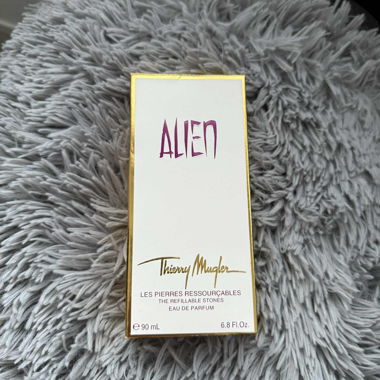 ALIEN
Thierry Mugler
LES PIERRES RESSOURÇABLES
THE REFILLABLE STONES
EAU DE PARFUM
e 90 mL 6.8 Fl.Oz.